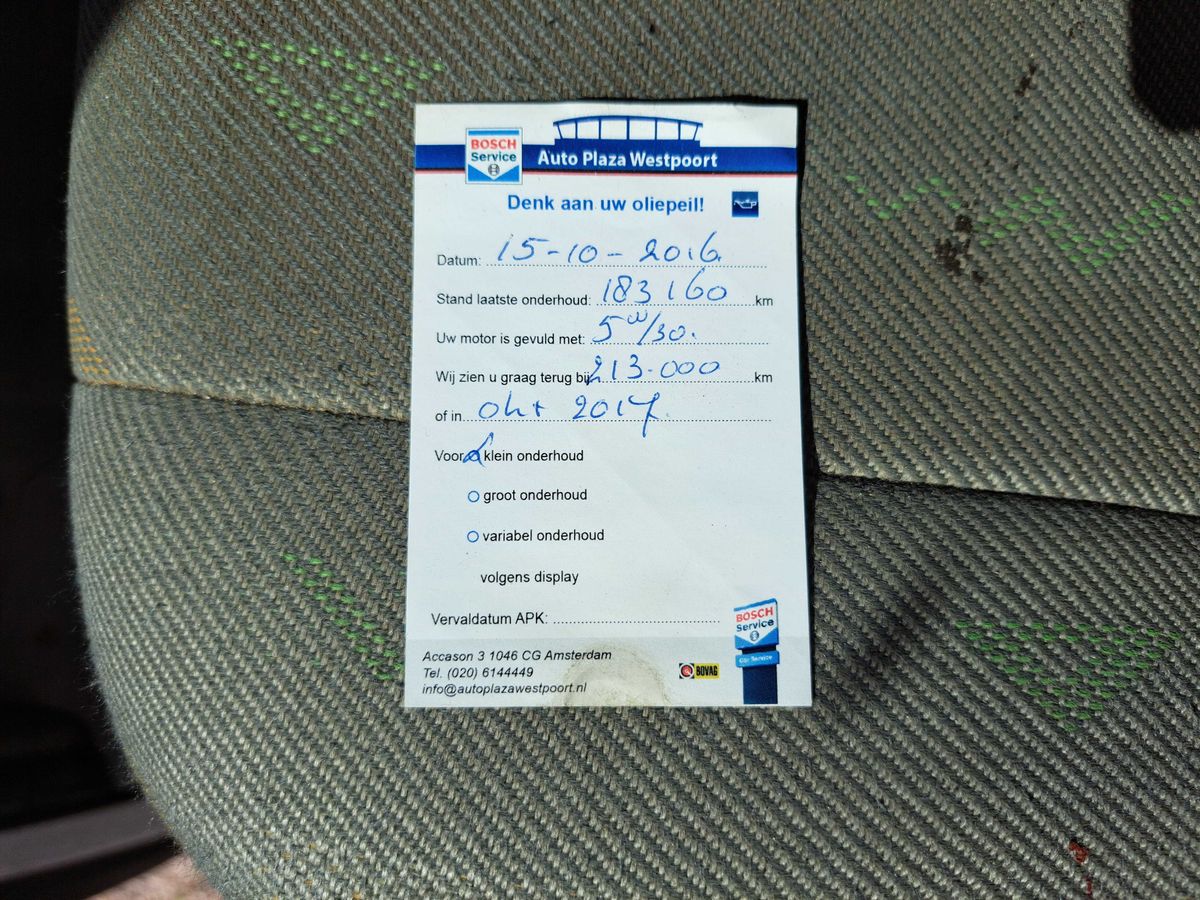 BOSCH
Service
Auto Plaza Westpoort
Denk aan uw oliepeil!
Datum: 15-10-2016
Stand laatste onderhoud: 183160 km
Uw motor is gevuld met: 5W/30.
Wij zien u graag terug bij 213.000 km
of in okt 2017
Voor klein onderhoud
groot onderhoud
variabel onderhoud
volgens display
Vervaldatum APK:
BOSCH
Service
Car Service
Accason 3 1046 CG Amsterdam
Tel. (020) 6144449
info@autoplazawestpoort.nl
BOVAG